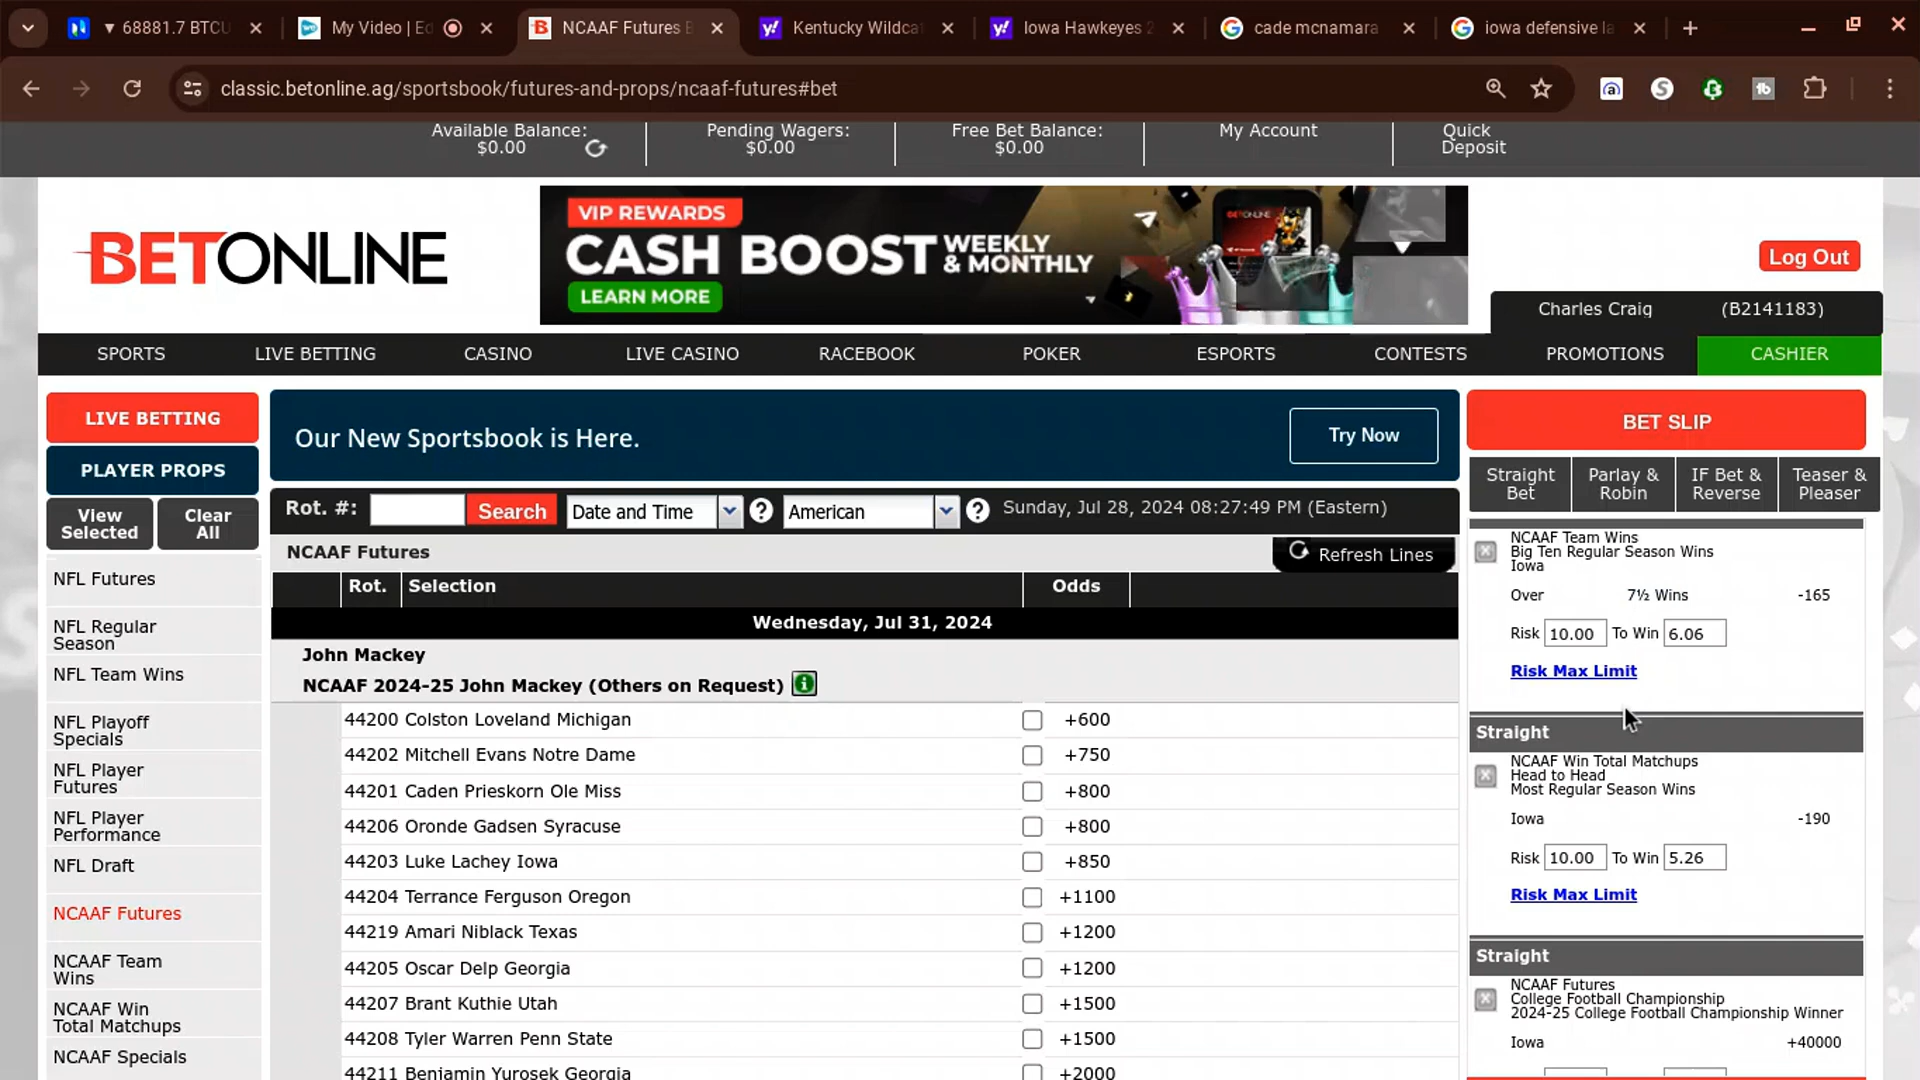 68881.7 BTCU
My Video | Ed
NCAAF Futures B
Kentucky Wildca
Iowa Hawkeyes 2
cade mcnamara
iowa defensive la
classic.betonline.ag/sportsbook/futures-and-props/ncaaf-futures#bet
Available Balance:
$0.00
Pending Wagers:
$0.00
Free Bet Balance:
$0.00
My Account
Quick
Deposit
BETONLINE
VIP REWARDS
CASH BOOST WEEKLY
& MONTHLY
LEARN MORE
Log Out
Charles Craig (B2141183)
SPORTS LIVE BETTING CASINO LIVE CASINO RACEBOOK POKER ESPORTS CONTESTS PROMOTIONS CASHIER
LIVE BETTING
PLAYER PROPS
View
Selected
Clear
All
NFL Futures
NFL Regular
Season
NFL Team Wins
NFL Playoff
Specials
NFL Player
Futures
NFL Player
Performance
NFL Draft
NCAAF Futures
NCAAF Team
Wins
NCAAF Win
Total Matchups
NCAAF Specials
Our New Sportsbook is Here.
Try Now
Rot. #: Search Date and Time ? American ? Sunday, Jul 28, 2024 08:27:49 PM (Eastern)
NCAAF Futures
Refresh Lines
Rot. Selection Odds
Wednesday, Jul 31, 2024
John Mackey
NCAAF 2024-25 John Mackey (Others on Request)
44200 Colston Loveland Michigan +600
44202 Mitchell Evans Notre Dame +750
44201 Caden Prieskorn Ole Miss +800
44206 Oronde Gadsen Syracuse +800
44203 Luke Lachey Iowa +850
44204 Terrance Ferguson Oregon +1100
44219 Amari Niblack Texas +1200
44205 Oscar Delp Georgia +1200
44207 Brant Kuthie Utah +1500
44208 Tyler Warren Penn State +1500
44211 Benjamin Yurosek Georgia +2000
BET SLIP
Straight
Bet
Parlay &
Robin
IF Bet &
Reverse
Teaser &
Pleaser
NCAAF Team Wins
Big Ten Regular Season Wins
Iowa
Over 7½ Wins -165
Risk 10.00 To Win 6.06
Risk Max Limit
Straight
NCAAF Win Total Matchups
Head to Head
Most Regular Season Wins
Iowa -190
Risk 10.00 To Win 5.26
Risk Max Limit
Straight
NCAAF Futures
College Football Championship
2024-25 College Football Championship Winner
Iowa +40000